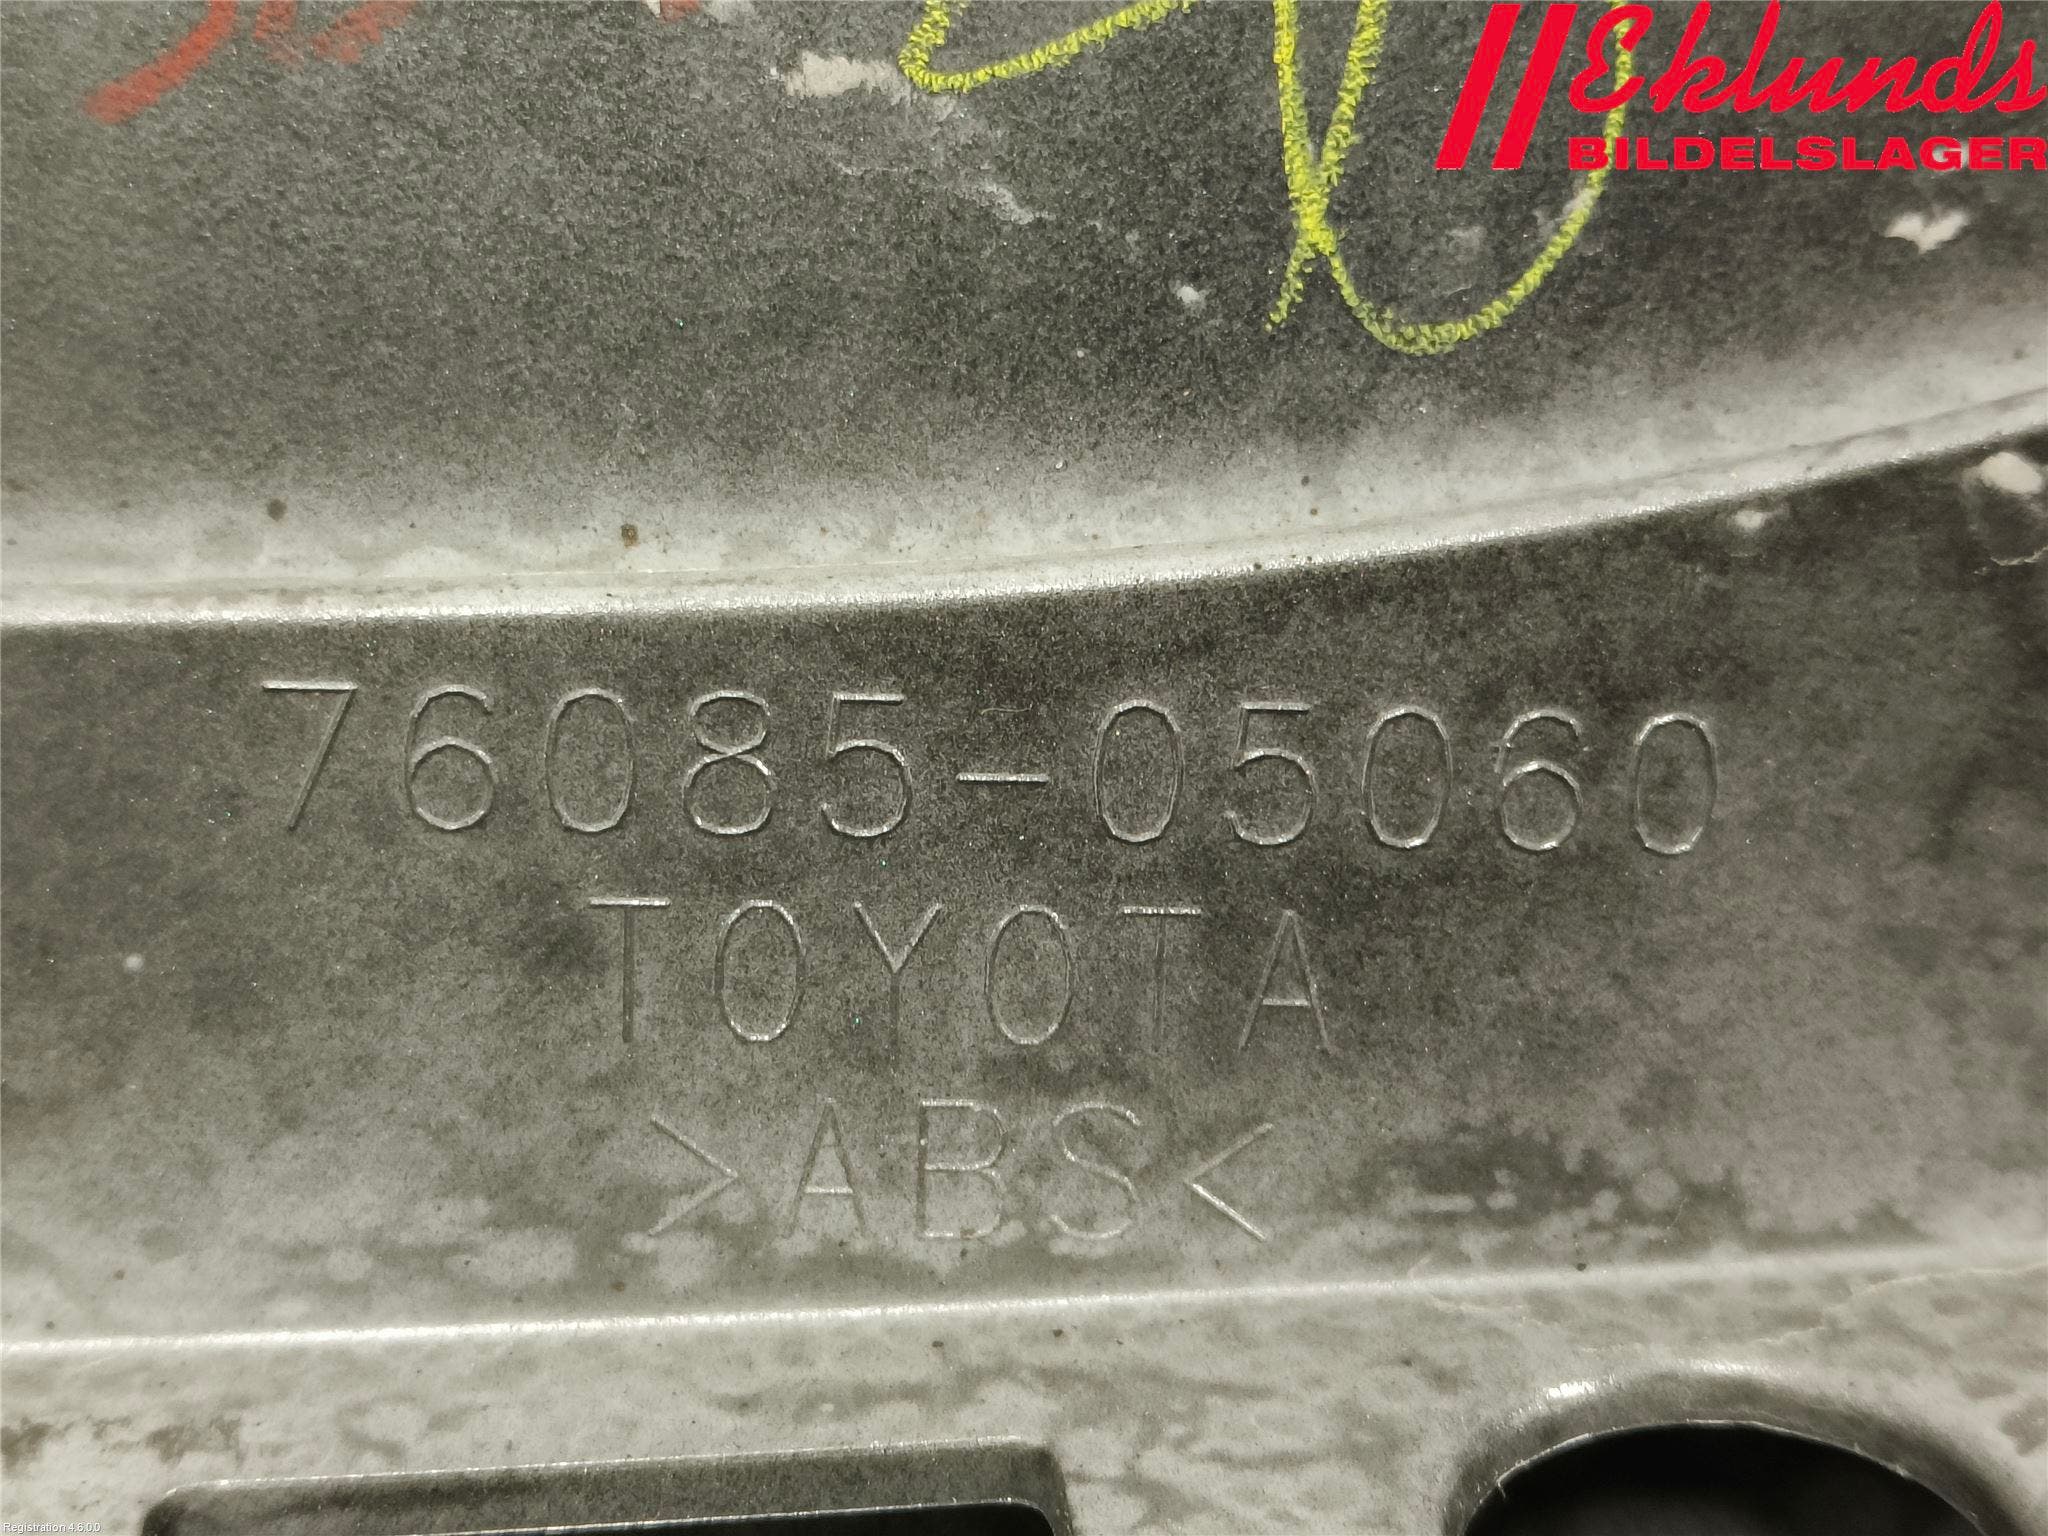 Eklunds
BILDELSLAGER
76085-05060
TOYOTA
>ABS<
Registration 4.6.0.0